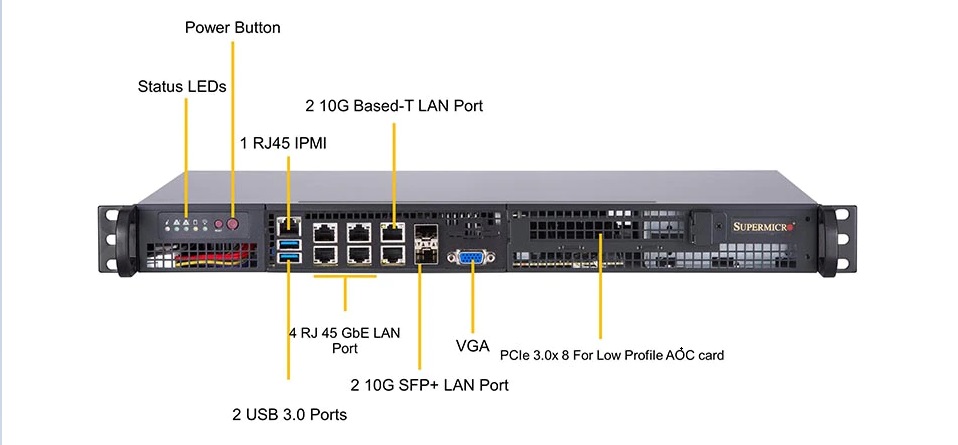 Power Button
Status LEDs
2 10G Based-T LAN Port
1 RJ45 IPMI
SUPERMICRO
4 RJ 45 GbE LAN
Port
VGA
PCIe 3.0x 8 For Low Profile AỐC card
2 10G SFP+ LAN Port
2 USB 3.0 Ports